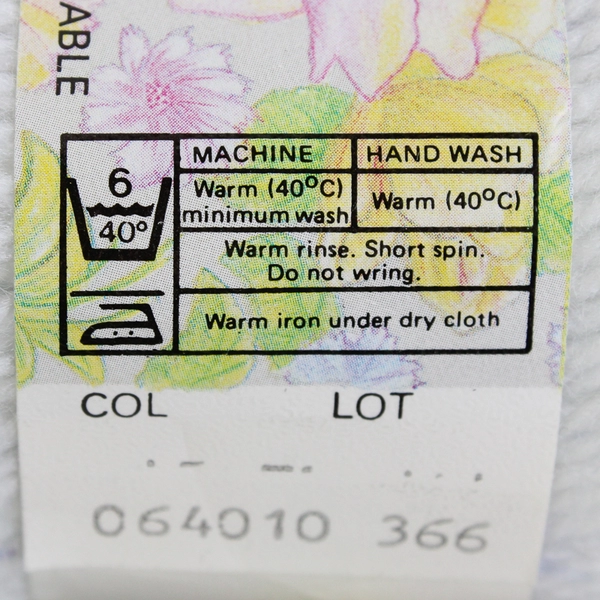 ABLE
MACHINE
HAND WASH
6
40°
Warm (40°C)
minimum wash
Warm (40°C)
Warm rinse. Short spin.
Do not wring.
Warm iron under dry cloth
COL LOT
064010 366